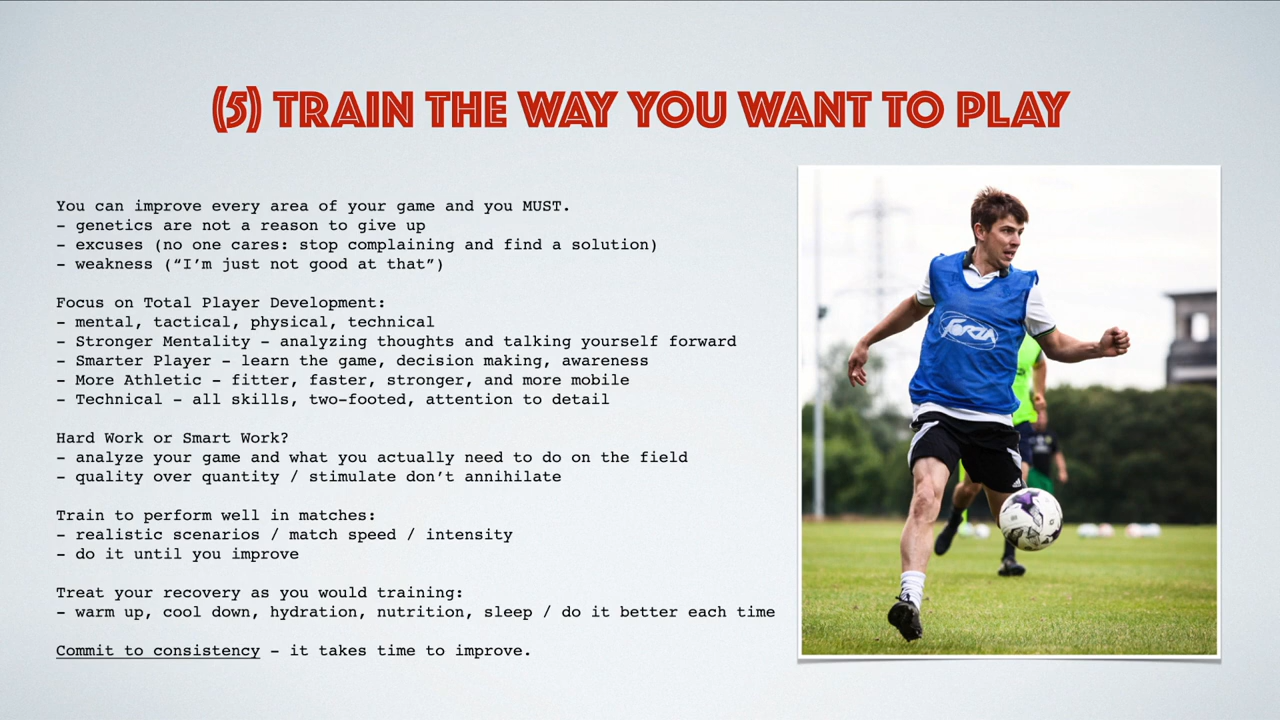 (5) TRAIN THE WAY YOU WANT TO PLAY
You can improve every area of your game and you MUST.
- genetics are not a reason to give up
- excuses (no one cares: stop complaining and find a solution)
- weakness (“I’m just not good at that”)
Focus on Total Player Development:
- mental, tactical, physical, technical
- Stronger Mentality - analyzing thoughts and talking yourself forward
- Smarter Player - learn the game, decision making, awareness
- More Athletic - fitter, faster, stronger, and more mobile
- Technical - all skills, two-footed, attention to detail
Hard Work or Smart Work?
- analyze your game and what you actually need to do on the field
- quality over quantity / stimulate don’t annihilate
Train to perform well in matches:
- realistic scenarios / match speed / intensity
- do it until you improve
Treat your recovery as you would training:
- warm up, cool down, hydration, nutrition, sleep / do it better each time
Commit to consistency - it takes time to improve.
FORZA